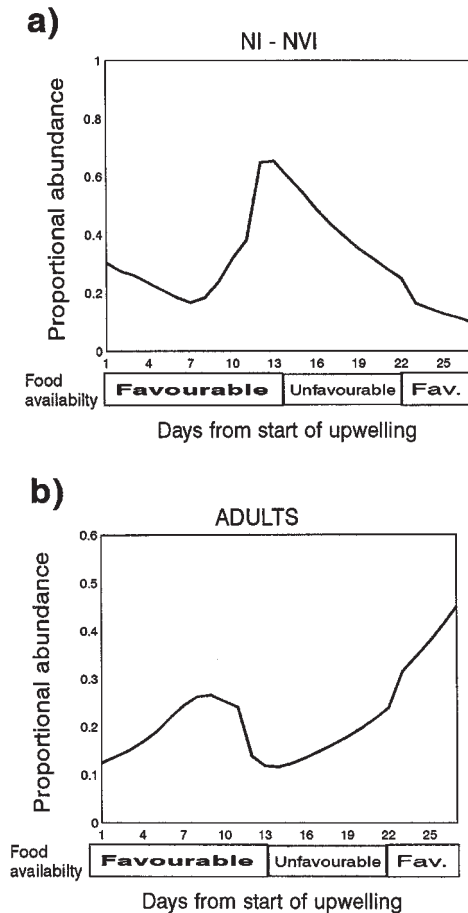 a)
NI - NVI
Proportional abundance
1
0.8
0.6
0.4
0.2
0
1 4 7 10 13 16 19 22 25
Food availabilty
Favourable Unfavourable Fav.
Days from start of upwelling
b)
ADULTS
Proportional abundance
0.6
0.5
0.4
0.3
0.2
0.1
0
1 4 7 10 13 16 19 22 25
Food availabilty
Favourable Unfavourable Fav.
Days from start of upwelling